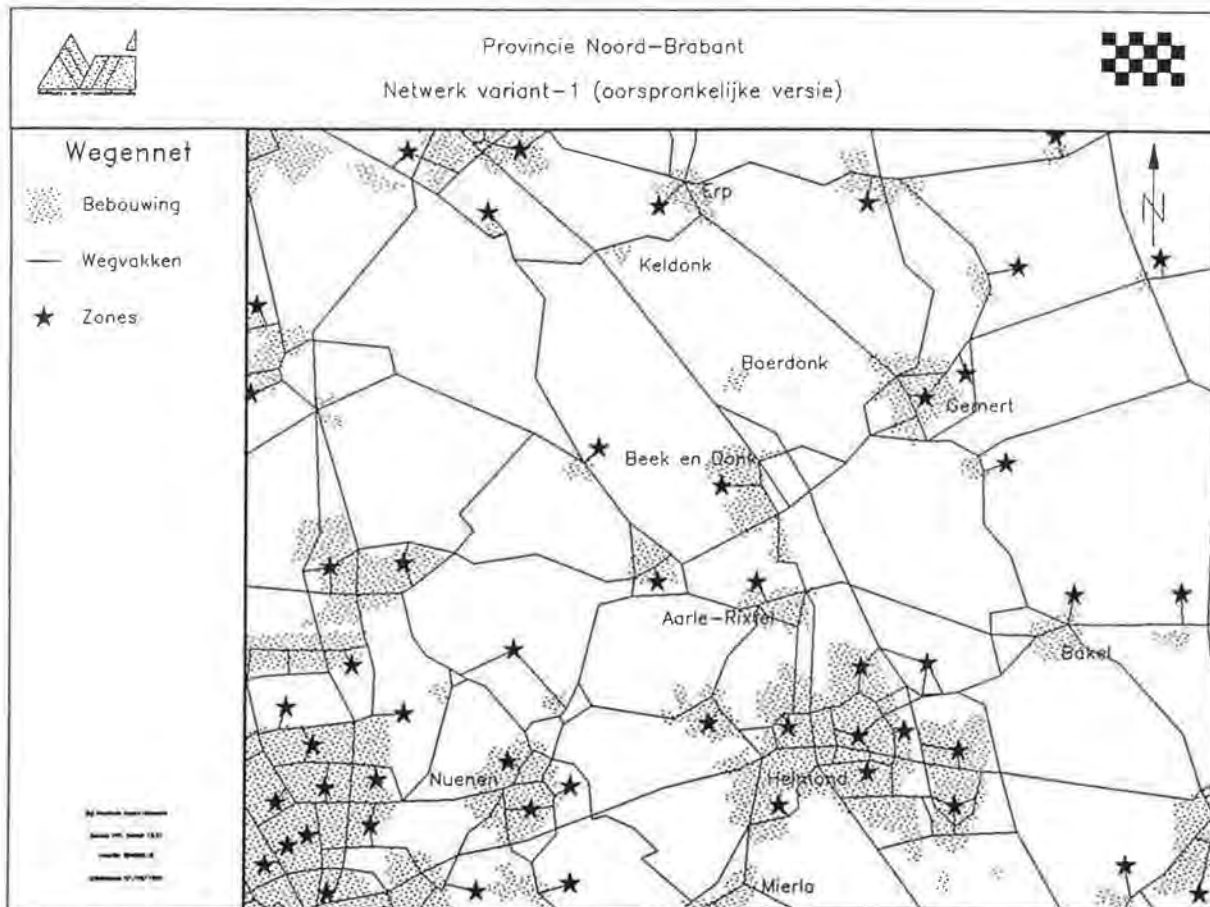 Provincie Noord-Brabant
Netwerk variant-1 (oorspronkelijke versie)
Wegennet
Bebouwing
Wegvakken
Zones
N
Erp
Keldonk
Boerdonk
Gemert
Beek en Donk
Aarle-Rixtel
Bakel
Nuenen
Helmond
Mierlo